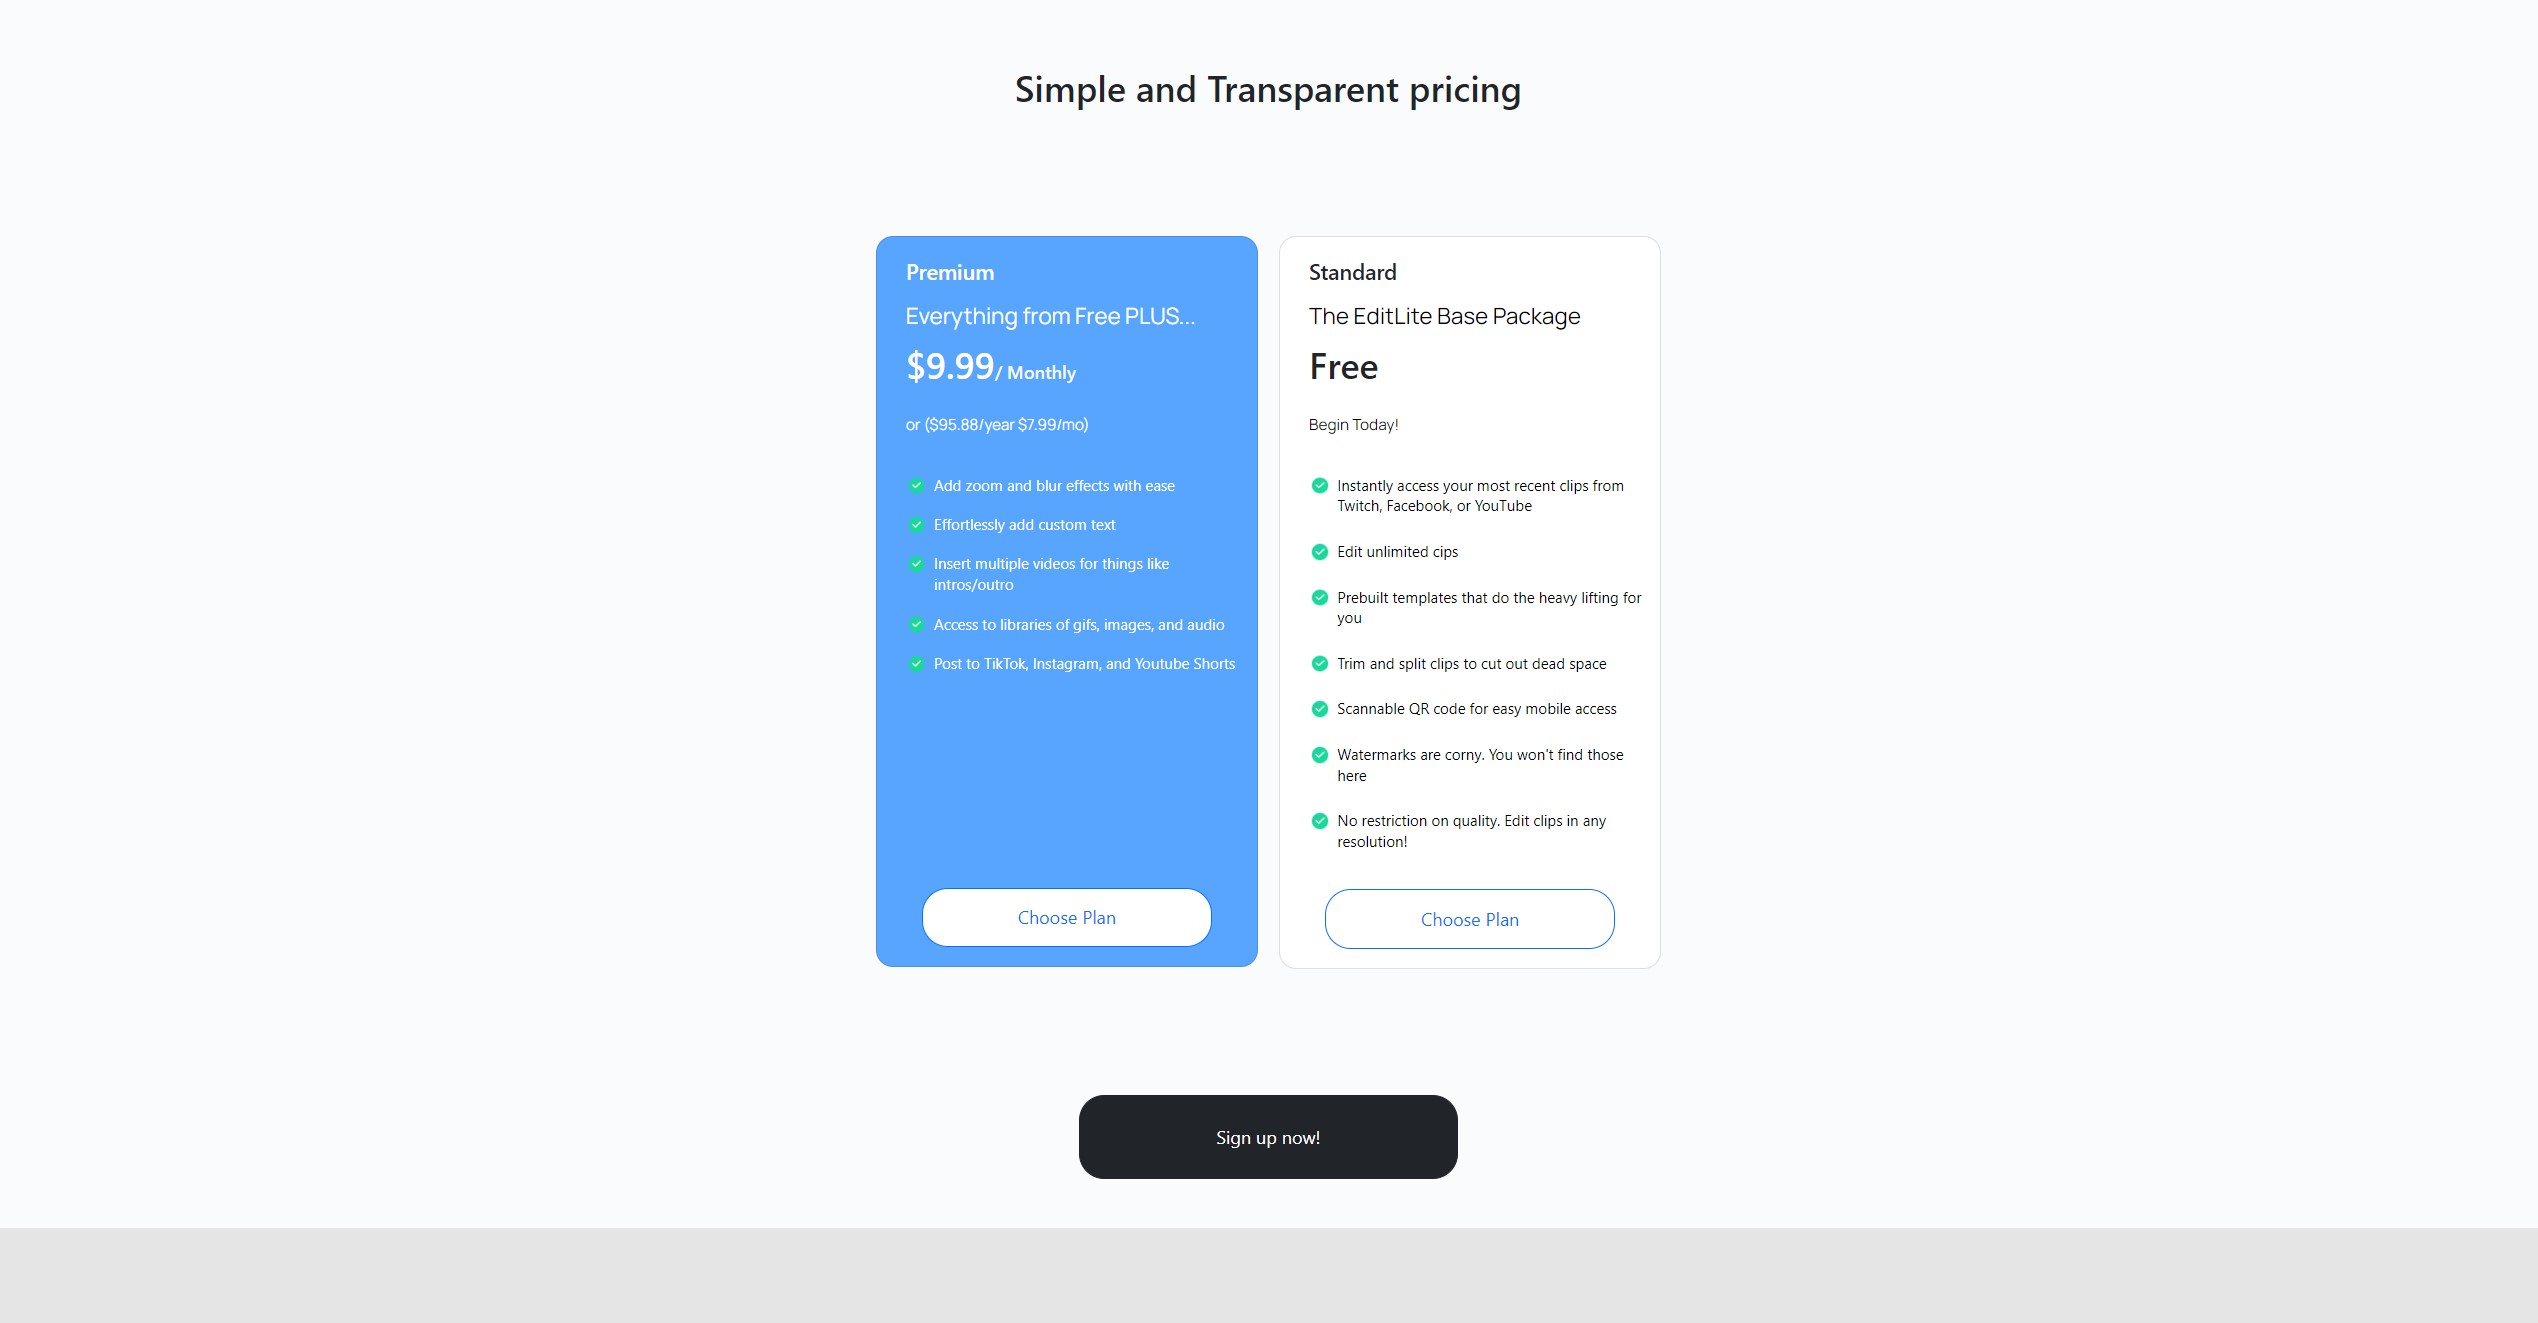 Simple and Transparent pricing
Premium
Everything from Free PLUS...
$9.99/ Monthly
or ($95.88/year $7.99/mo)
Add zoom and blur effects with ease
Effortlessly add custom text
Insert multiple videos for things like
intros/outro
Access to libraries of gifs, images, and audio
Post to TikTok, Instagram, and Youtube Shorts
Choose Plan
Standard
The EditLite Base Package
Free
Begin Today!
Instantly access your most recent clips from
Twitch, Facebook, or YouTube
Edit unlimited cips
Prebuilt templates that do the heavy lifting for
you
Trim and split clips to cut out dead space
Scannable QR code for easy mobile access
Watermarks are corny. You won't find those
here
No restriction on quality. Edit clips in any
resolution!
Choose Plan
Sign up now!